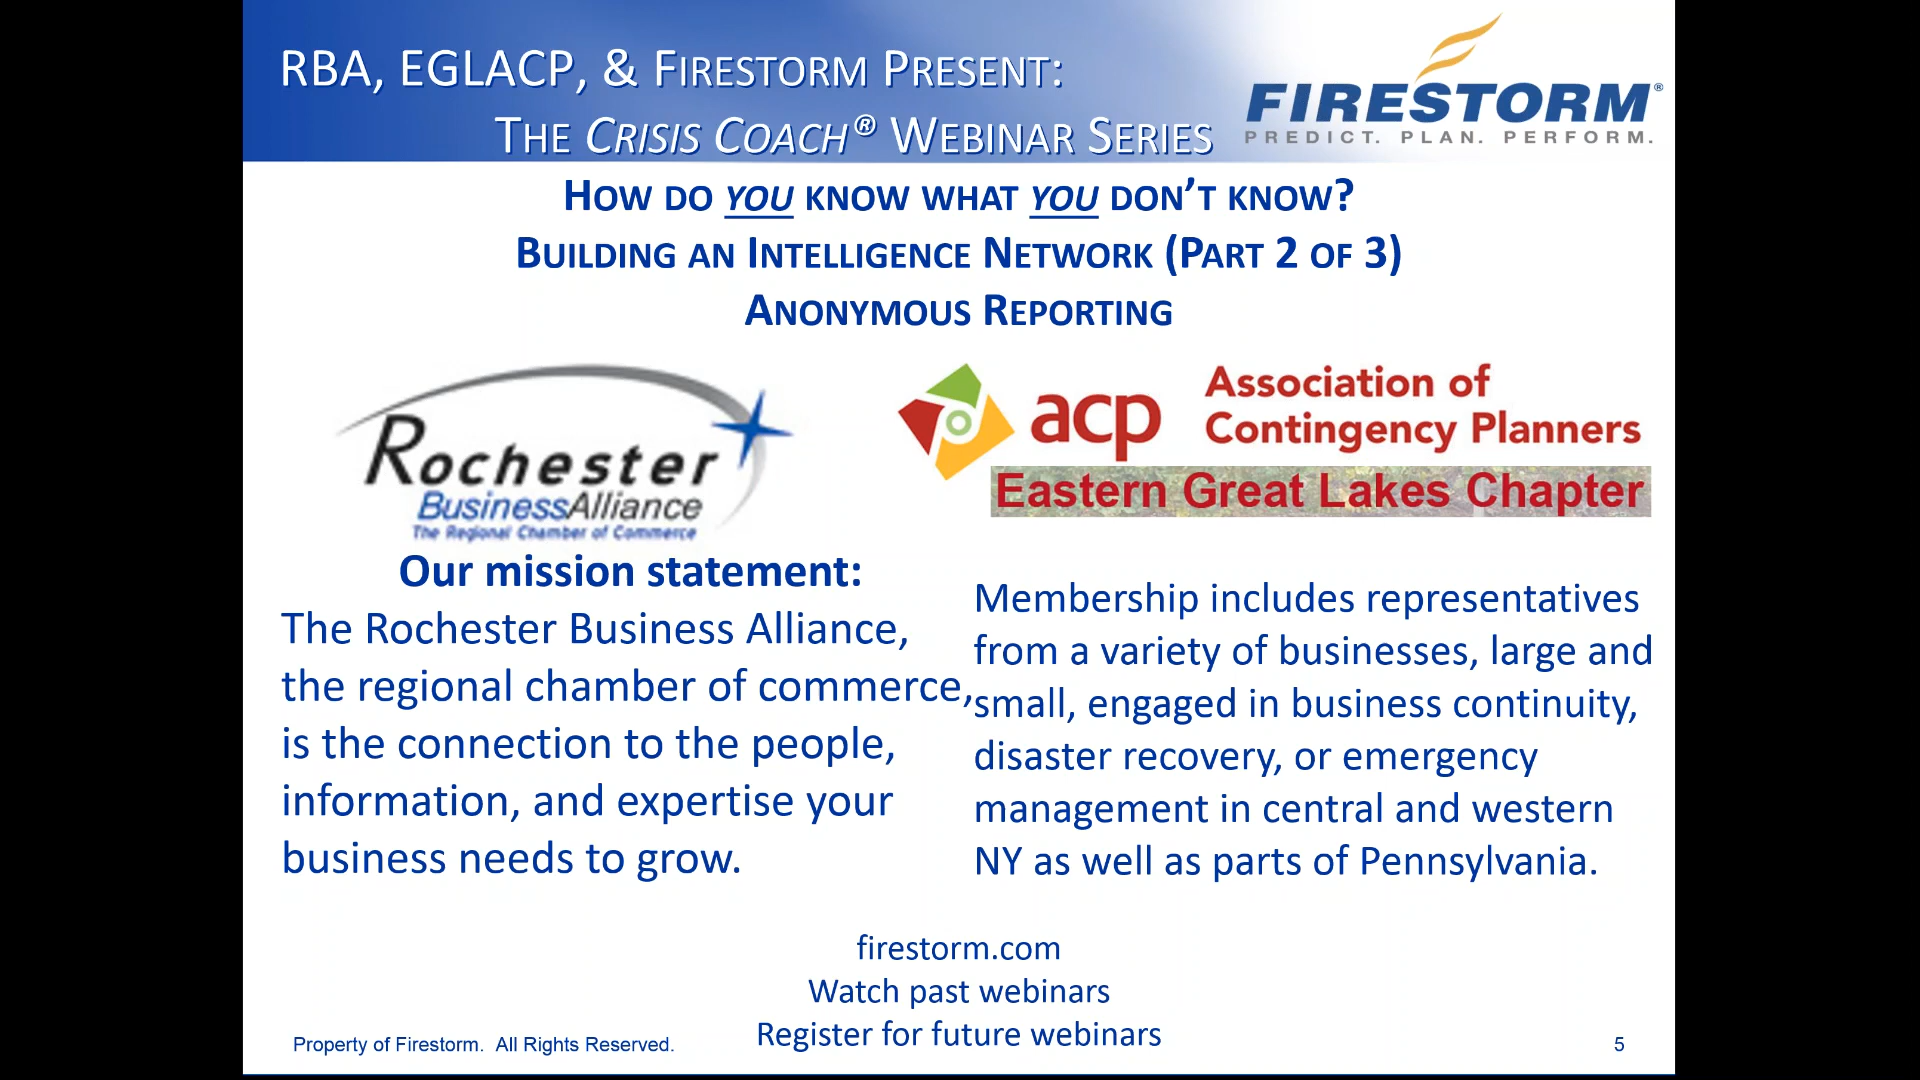 RBA, EGLACP, & FIRESTORM PRESENT:
THE CRISIS COACH® WEBINAR SERIES
FIRESTORM®
PREDICT. PLAN. PERFORM.
HOW DO YOU KNOW WHAT YOU DON'T KNOW?
BUILDING AN INTELLIGENCE NETWORK (PART 2 OF 3)
ANONYMOUS REPORTING
Rochester
BusinessAlliance
The Regional Chamber of Commerce
acp
Association of
Contingency Planners
Eastern Great Lakes Chapter
Our mission statement:
The Rochester Business Alliance,
the regional chamber of commerce,
is the connection to the people,
information, and expertise your
business needs to grow.
Membership includes representatives
from a variety of businesses, large and
small, engaged in business continuity,
disaster recovery, or emergency
management in central and western
NY as well as parts of Pennsylvania.
firestorm.com
Watch past webinars
Register for future webinars
Property of Firestorm. All Rights Reserved.
5